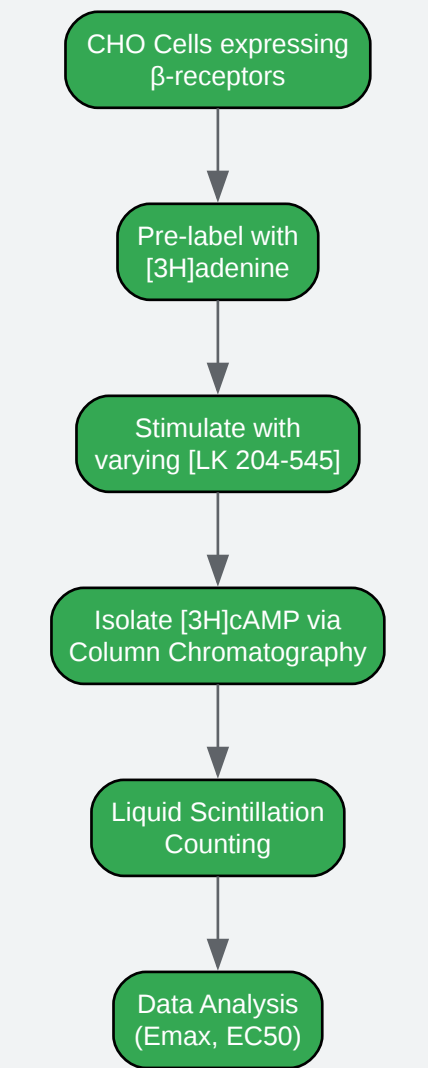 CHO Cells expressing
β-receptors
Pre-label with
[3H]adenine
Stimulate with
varying [LK 204-545]
Isolate [3H]cAMP via
Column Chromatography
Liquid Scintillation
Counting
Data Analysis
(Emax, EC50)